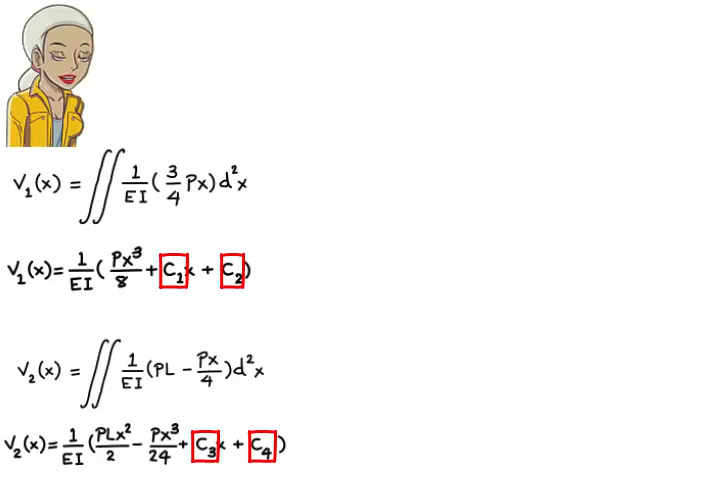 V₁(x) = ∬ 1/EI (3/4 Px) d²x
V₁(x) = 1/EI (Px³/8 + C₁x + C₂)
V₂(x) = ∬ 1/EI (PL - Px/4) d²x
V₂(x) = 1/EI (PLx²/2 - Px³/24 + C₃x + C₄)